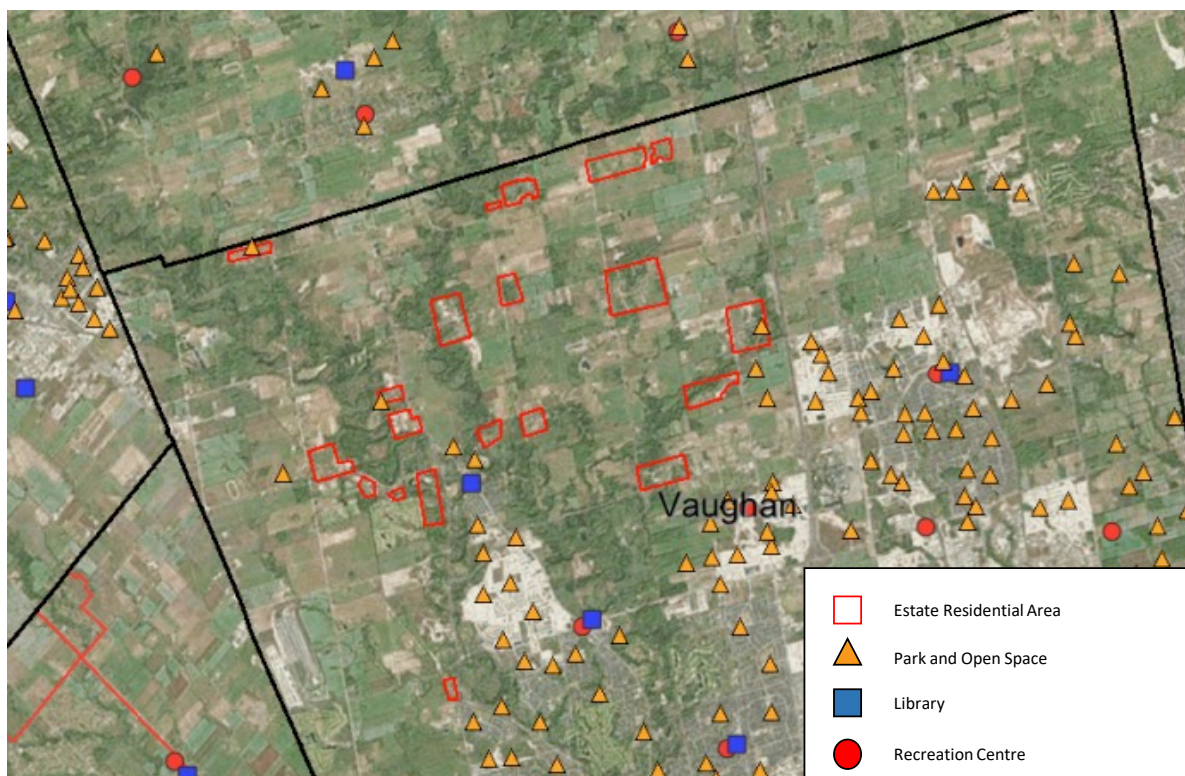 Vaughan
Estate Residential Area
Park and Open Space
Library
Recreation Centre